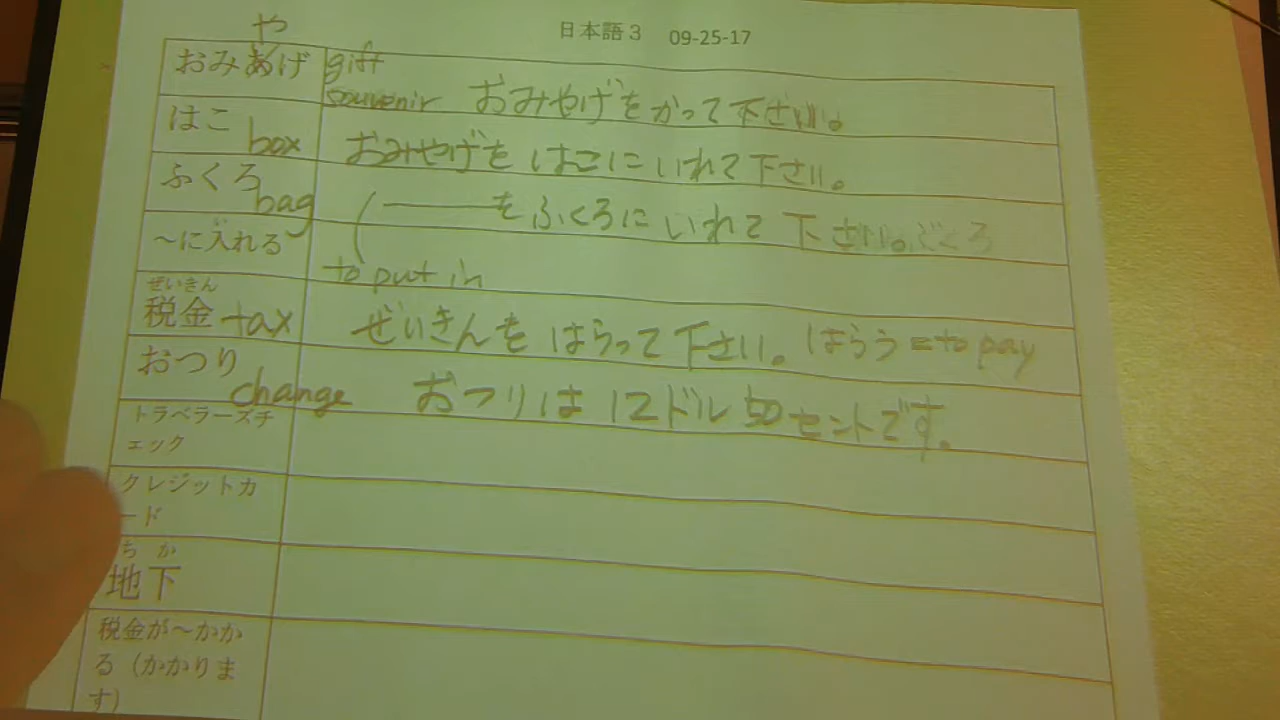 日本語３ 09-25-17
や
おみあげ gift
souvenir おみやげをかって下さい。
はこ
box おみやげをはこにいれて下さい。
ふくろ
bag ―をふくろにいれて下さい。ぶくろ
～に入れる
to put in
ぜいきん
税金 tax ぜいきんをはらって下さい。はらう=to pay
おつり
change おつりは12ドル50セントです。
トラベラーズチ
ェック
クレジットカ
ード
ちか
地下
税金が～かか
る（かかりま
す）